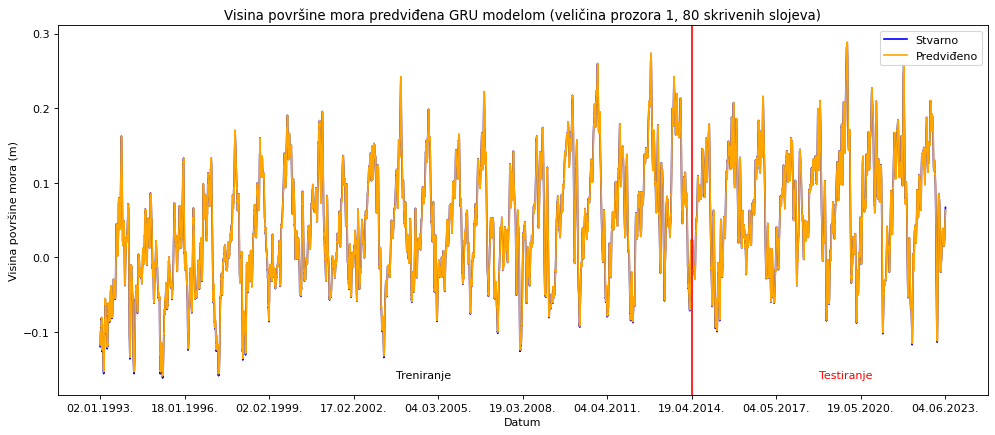 Visina površine mora predviđena GRU modelom (veličina prozora 1, 80 skrivenih slojeva)
Stvarno
Predviđeno
Visina površine mora (m)
0.3
0.2
0.1
0.0
−0.1
Treniranje
Testiranje
02.01.1993.
18.01.1996.
02.02.1999.
17.02.2002.
04.03.2005.
19.03.2008.
04.04.2011.
19.04.2014.
04.05.2017.
19.05.2020.
04.06.2023.
Datum